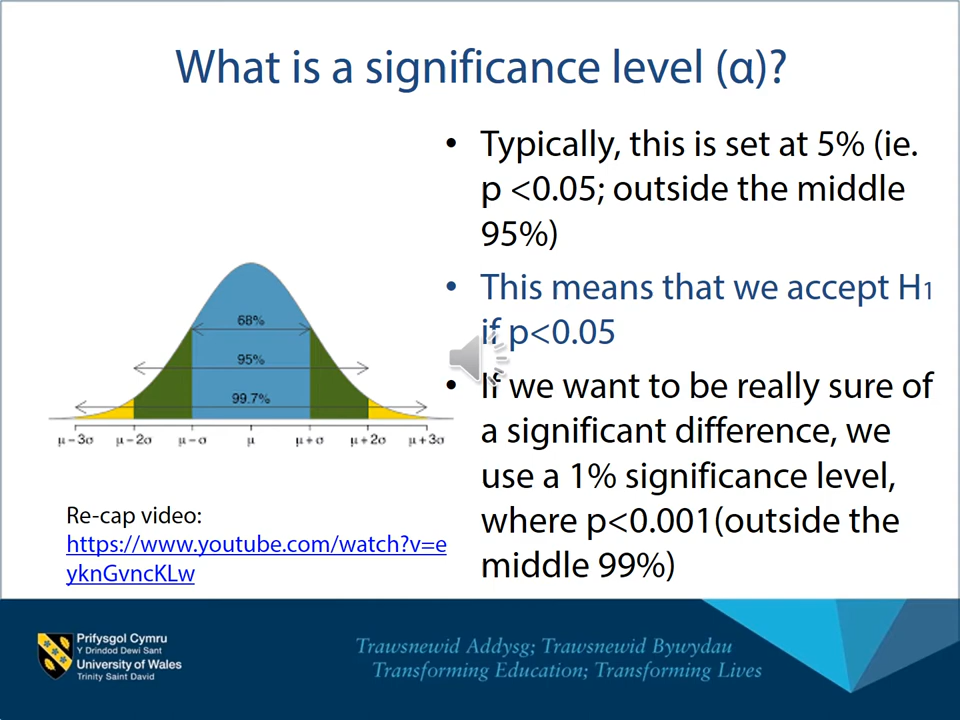 What is a significance level (α)?
• Typically, this is set at 5% (ie.
p <0.05; outside the middle
95%)
• This means that we accept H1
if p<0.05
• If we want to be really sure of
a significant difference, we
use a 1% significance level,
where p<0.001(outside the
middle 99%)
68%
95%
99.7%
μ − 3σ μ − 2σ μ − σ μ μ + σ μ + 2σ μ + 3σ
Re-cap video:
https://www.youtube.com/watch?v=e
yknGvncKLw
Prifysgol Cymru
Y Drindod Dewi Sant
University of Wales
Trinity Saint David
Trawsnewid Addysg; Trawsnewid Bywydau
Transforming Education; Transforming Lives